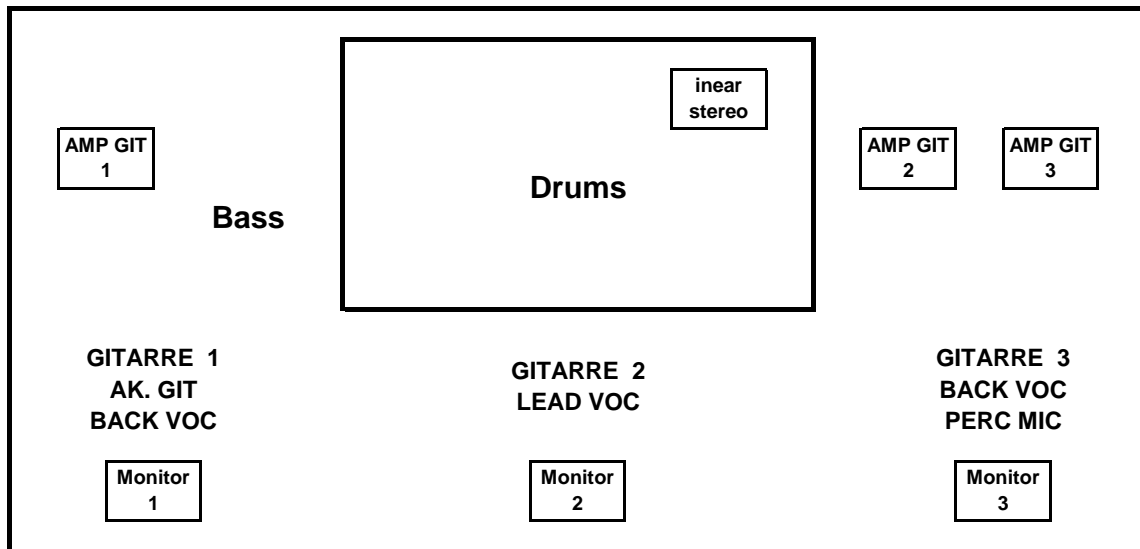 inear
stereo
AMP GIT
1
AMP GIT
2
AMP GIT
3
Drums
Bass
GITARRE 1
AK. GIT
BACK VOC
GITARRE 2
LEAD VOC
GITARRE 3
BACK VOC
PERC MIC
Monitor
1
Monitor
2
Monitor
3